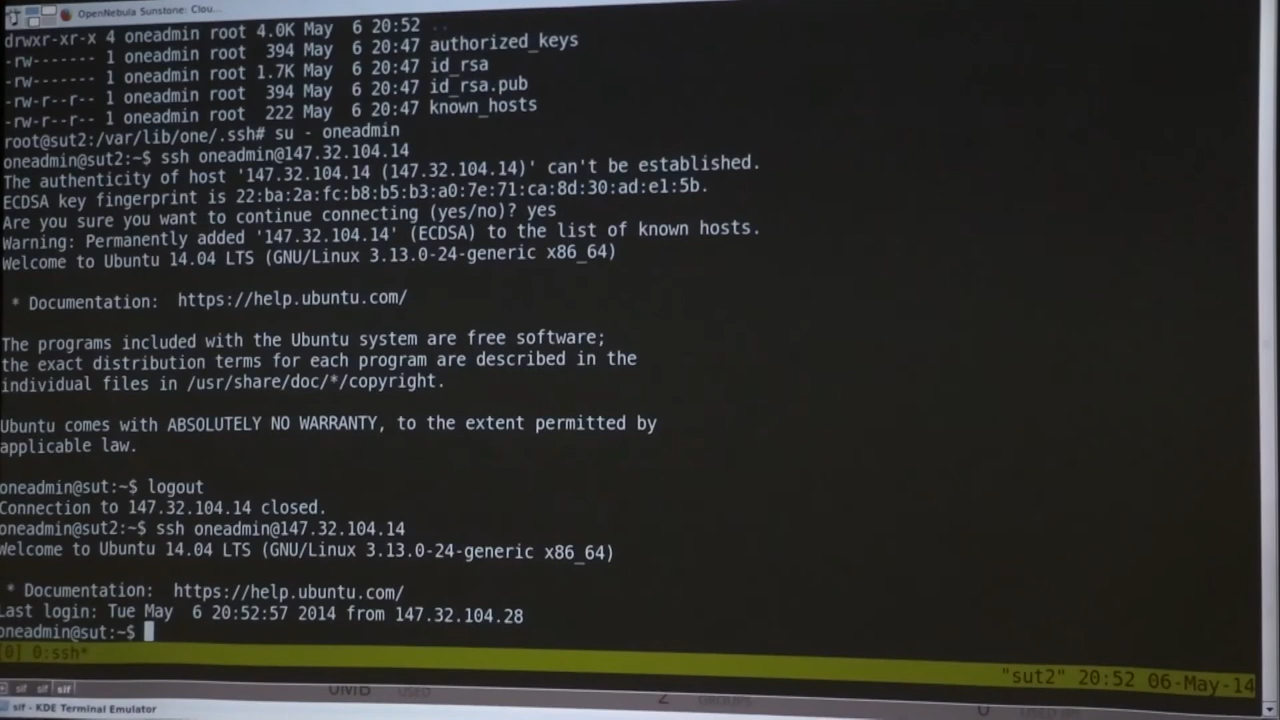 OpenNebula Sunstone: Clou...
drwxr-xr-x 4 oneadmin root 4.0K May  6 20:52 ..
-rw------- 1 oneadmin root  394 May  6 20:47 authorized_keys
-rw------- 1 oneadmin root 1.7K May  6 20:47 id_rsa
-rw-r--r-- 1 oneadmin root  394 May  6 20:47 id_rsa.pub
-rw-r--r-- 1 oneadmin root  222 May  6 20:47 known_hosts
root@sut2:/var/lib/one/.ssh# su - oneadmin
oneadmin@sut2:~$ ssh oneadmin@147.32.104.14
The authenticity of host '147.32.104.14 (147.32.104.14)' can't be established.
ECDSA key fingerprint is 22:ba:2a:fc:b8:b5:b3:a0:7e:71:ca:8d:30:ad:e1:5b.
Are you sure you want to continue connecting (yes/no)? yes
Warning: Permanently added '147.32.104.14' (ECDSA) to the list of known hosts.
Welcome to Ubuntu 14.04 LTS (GNU/Linux 3.13.0-24-generic x86_64)
* Documentation:  https://help.ubuntu.com/
The programs included with the Ubuntu system are free software;
the exact distribution terms for each program are described in the
individual files in /usr/share/doc/*/copyright.
Ubuntu comes with ABSOLUTELY NO WARRANTY, to the extent permitted by
applicable law.
oneadmin@sut:~$ logout
Connection to 147.32.104.14 closed.
oneadmin@sut2:~$ ssh oneadmin@147.32.104.14
Welcome to Ubuntu 14.04 LTS (GNU/Linux 3.13.0-24-generic x86_64)
* Documentation:  https://help.ubuntu.com/
Last login: Tue May  6 20:52:57 2014 from 147.32.104.28
oneadmin@sut:~$
[0] 0:ssh*
"sut2" 20:52 06-May-14
sif sif sif
0MB used
sif - KDE Terminal Emulator